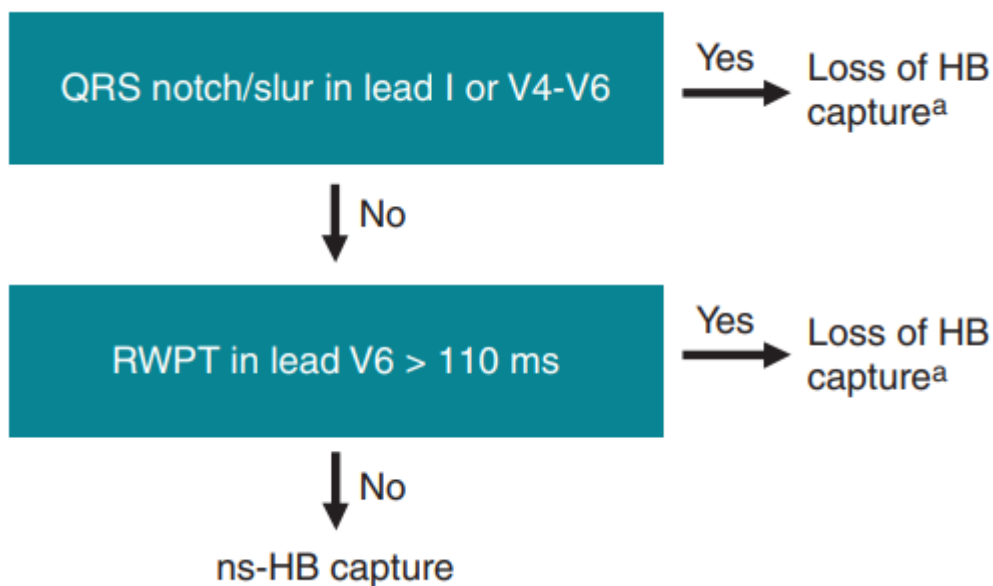 QRS notch/slur in lead I or V4-V6
Yes
Loss of HB
captureᵃ
No
RWPT in lead V6 > 110 ms
Yes
Loss of HB
captureᵃ
No
ns-HB capture